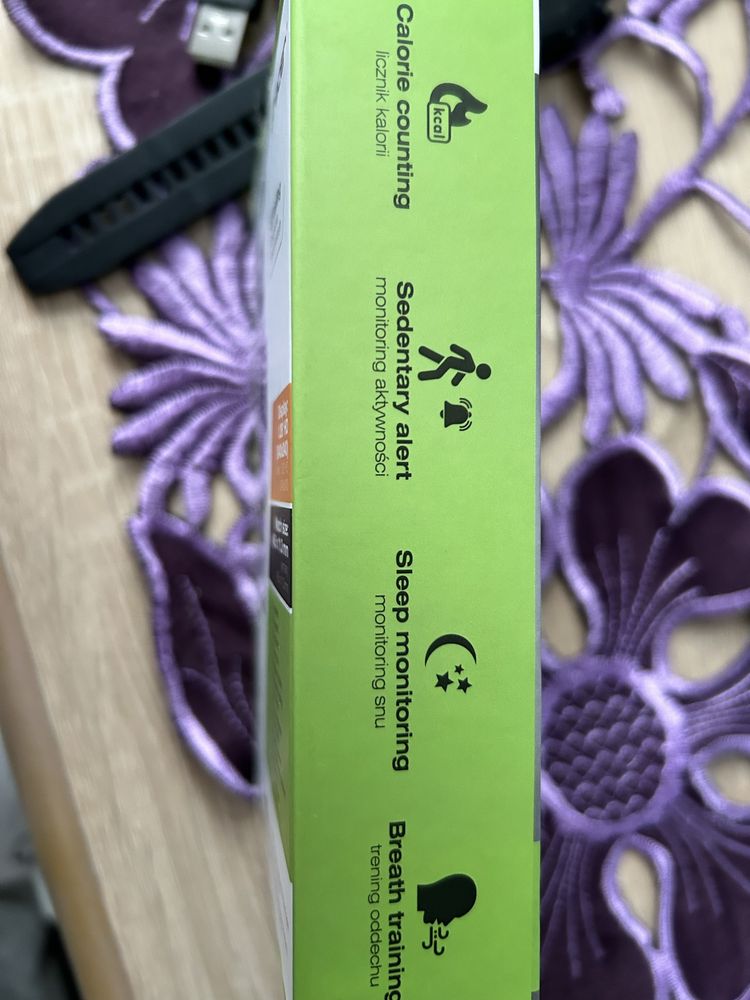 kcal
Calorie counting
licznik kalorii
Sedentary alert
monitoring aktywności
Sleep monitoring
monitoring snu
Breath training
trening oddechu